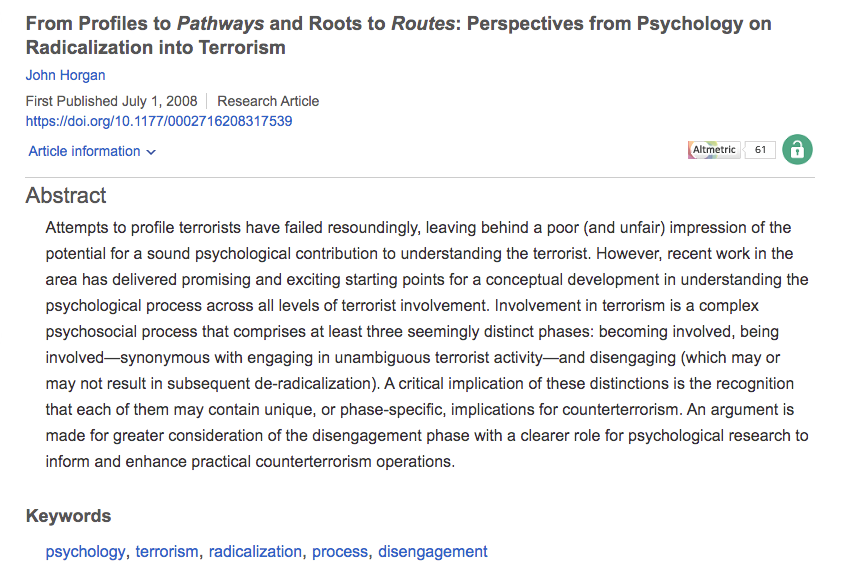 From Profiles to Pathways and Roots to Routes: Perspectives from Psychology on
Radicalization into Terrorism
John Horgan
First Published July 1, 2008 Research Article
https://doi.org/10.1177/0002716208317539
Article information
Altmetric 61
Abstract
Attempts to profile terrorists have failed resoundingly, leaving behind a poor (and unfair) impression of the
potential for a sound psychological contribution to understanding the terrorist. However, recent work in the
area has delivered promising and exciting starting points for a conceptual development in understanding the
psychological process across all levels of terrorist involvement. Involvement in terrorism is a complex
psychosocial process that comprises at least three seemingly distinct phases: becoming involved, being
involved—synonymous with engaging in unambiguous terrorist activity—and disengaging (which may or
may not result in subsequent de-radicalization). A critical implication of these distinctions is the recognition
that each of them may contain unique, or phase-specific, implications for counterterrorism. An argument is
made for greater consideration of the disengagement phase with a clearer role for psychological research to
inform and enhance practical counterterrorism operations.
Keywords
psychology, terrorism, radicalization, process, disengagement